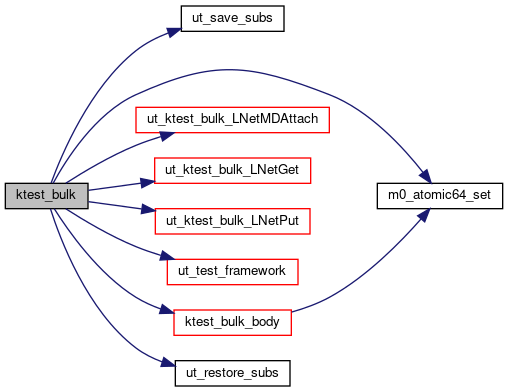 ut_save_subs
ut_ktest_bulk_LNetMDAttach
ut_ktest_bulk_LNetGet
ktest_bulk
m0_atomic64_set
ut_ktest_bulk_LNetPut
ut_test_framework
ktest_bulk_body
ut_restore_subs